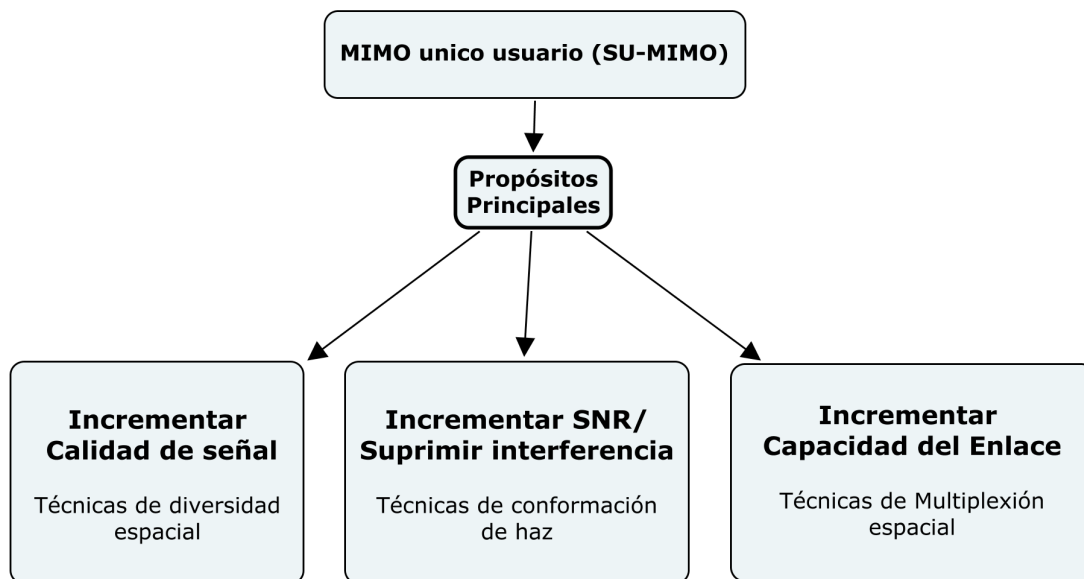 MIMO unico usuario (SU-MIMO)
Propósitos
Principales
Incrementar
Calidad de señal
Técnicas de diversidad
espacial
Incrementar SNR/
Suprimir interferencia
Técnicas de conformación
de haz
Incrementar
Capacidad del Enlace
Técnicas de Multiplexión
espacial